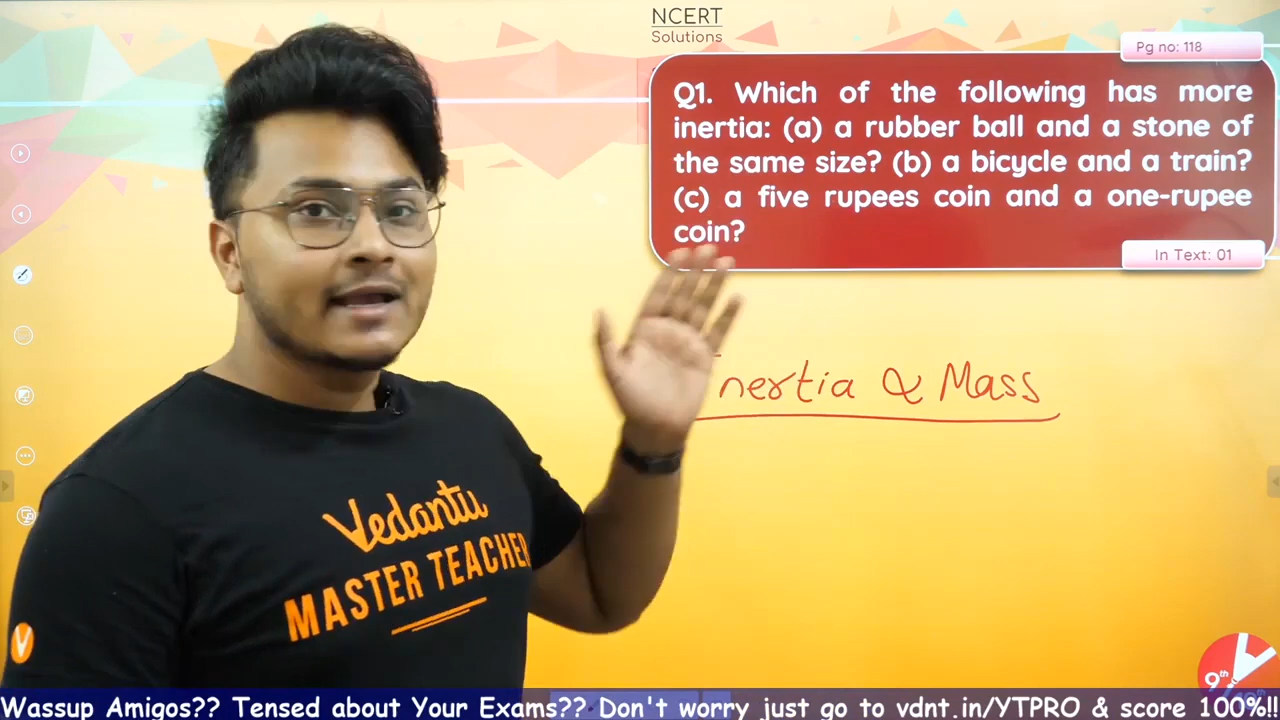 NCERT
Solutions
Pg no: 118
Q1. Which of the following has more
inertia: (a) a rubber ball and a stone of
the same size? (b) a bicycle and a train?
(c) a five rupees coin and a one-rupee
coin?
In Text: 01
nertia α Mass
Vedantu
MASTER TEACHER
V
9th
Wassup Amigos?? Tensed about Your Exams?? Don't worry just go to vdnt.in/YTPRO & score 100%!!